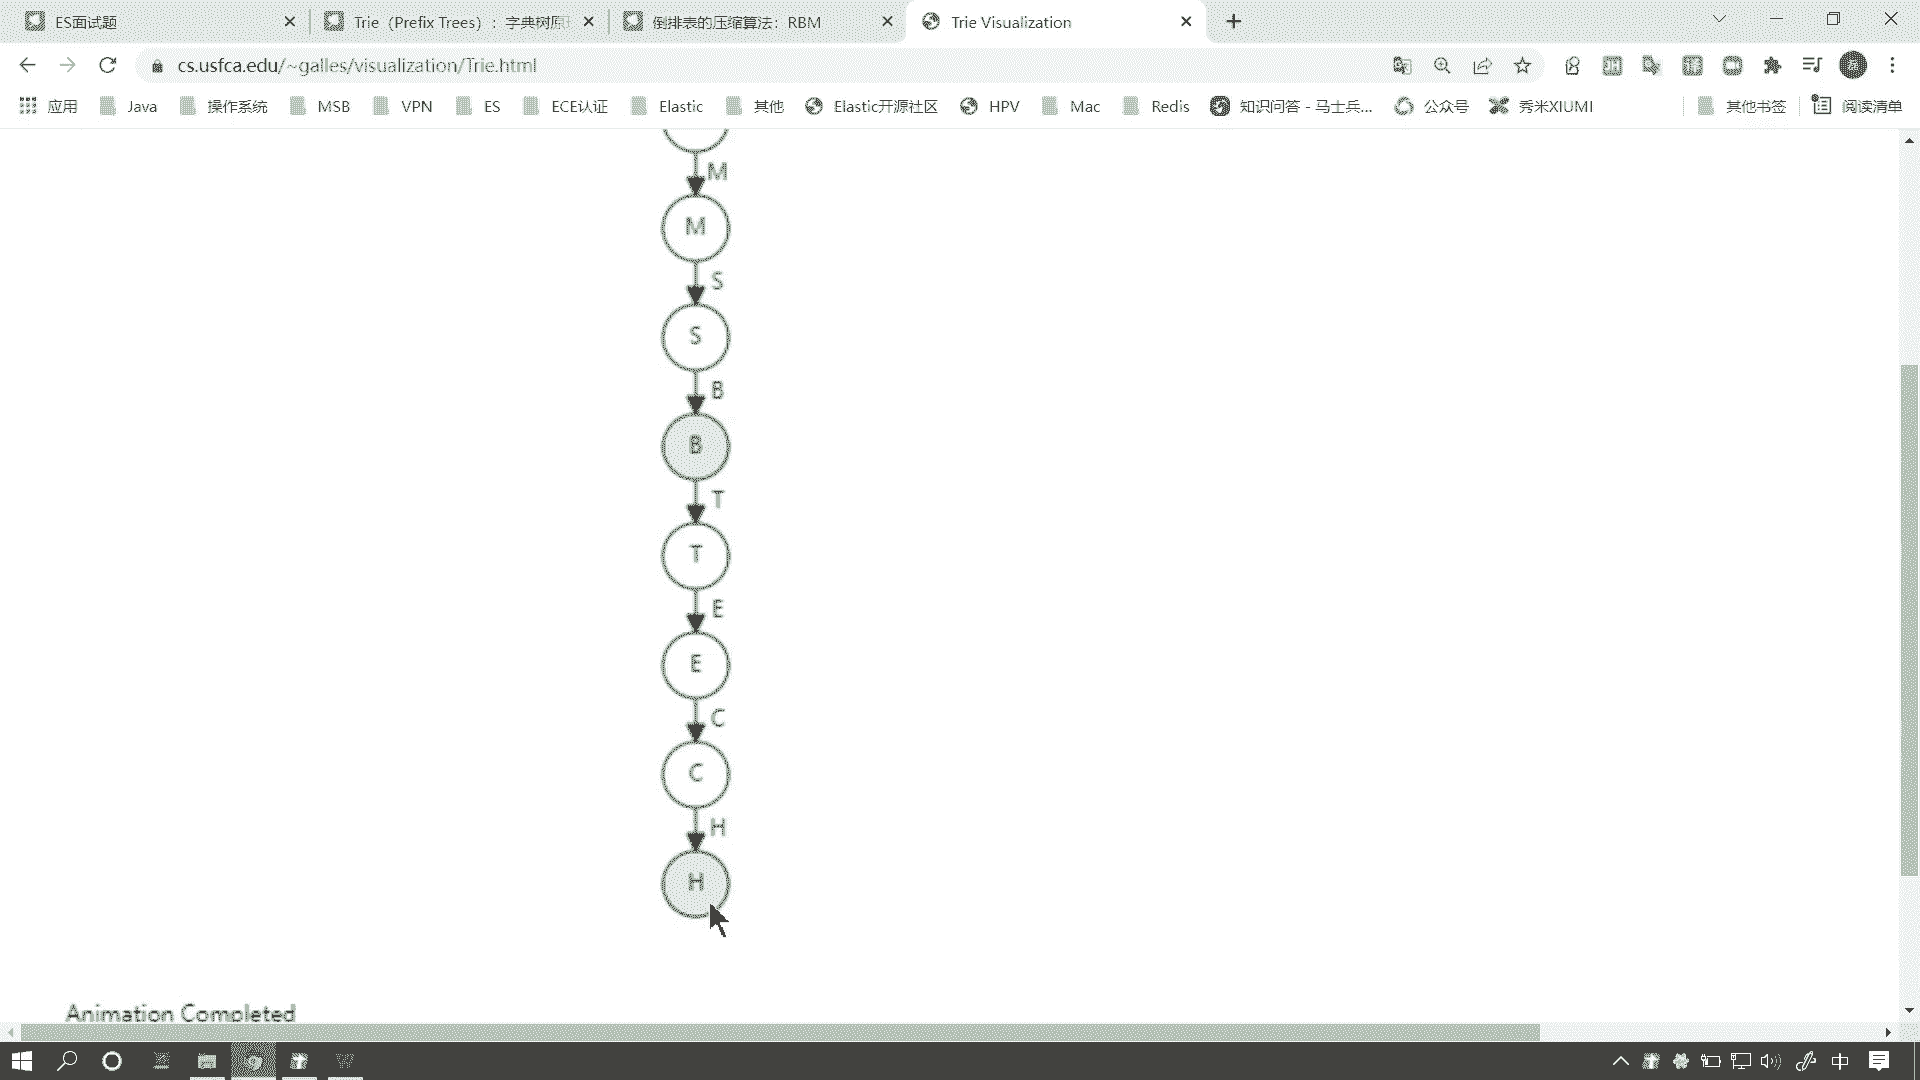 ES面试题
Trie（Prefix Trees）：字典树原
倒排表的压缩算法：RBM
Trie Visualization
cs.usfca.edu/~galles/visualization/Trie.html
应用 Java 操作系统 MSB VPN ES ECE认证 Elastic 其他 Elastic开源社区 HPV Mac Redis 知识问答 - 马士兵... 公众号 秀米XIUMI 其他书签 阅读清单
M
M
S
S
B
B
T
T
E
E
C
C
H
H
Animation Completed
中